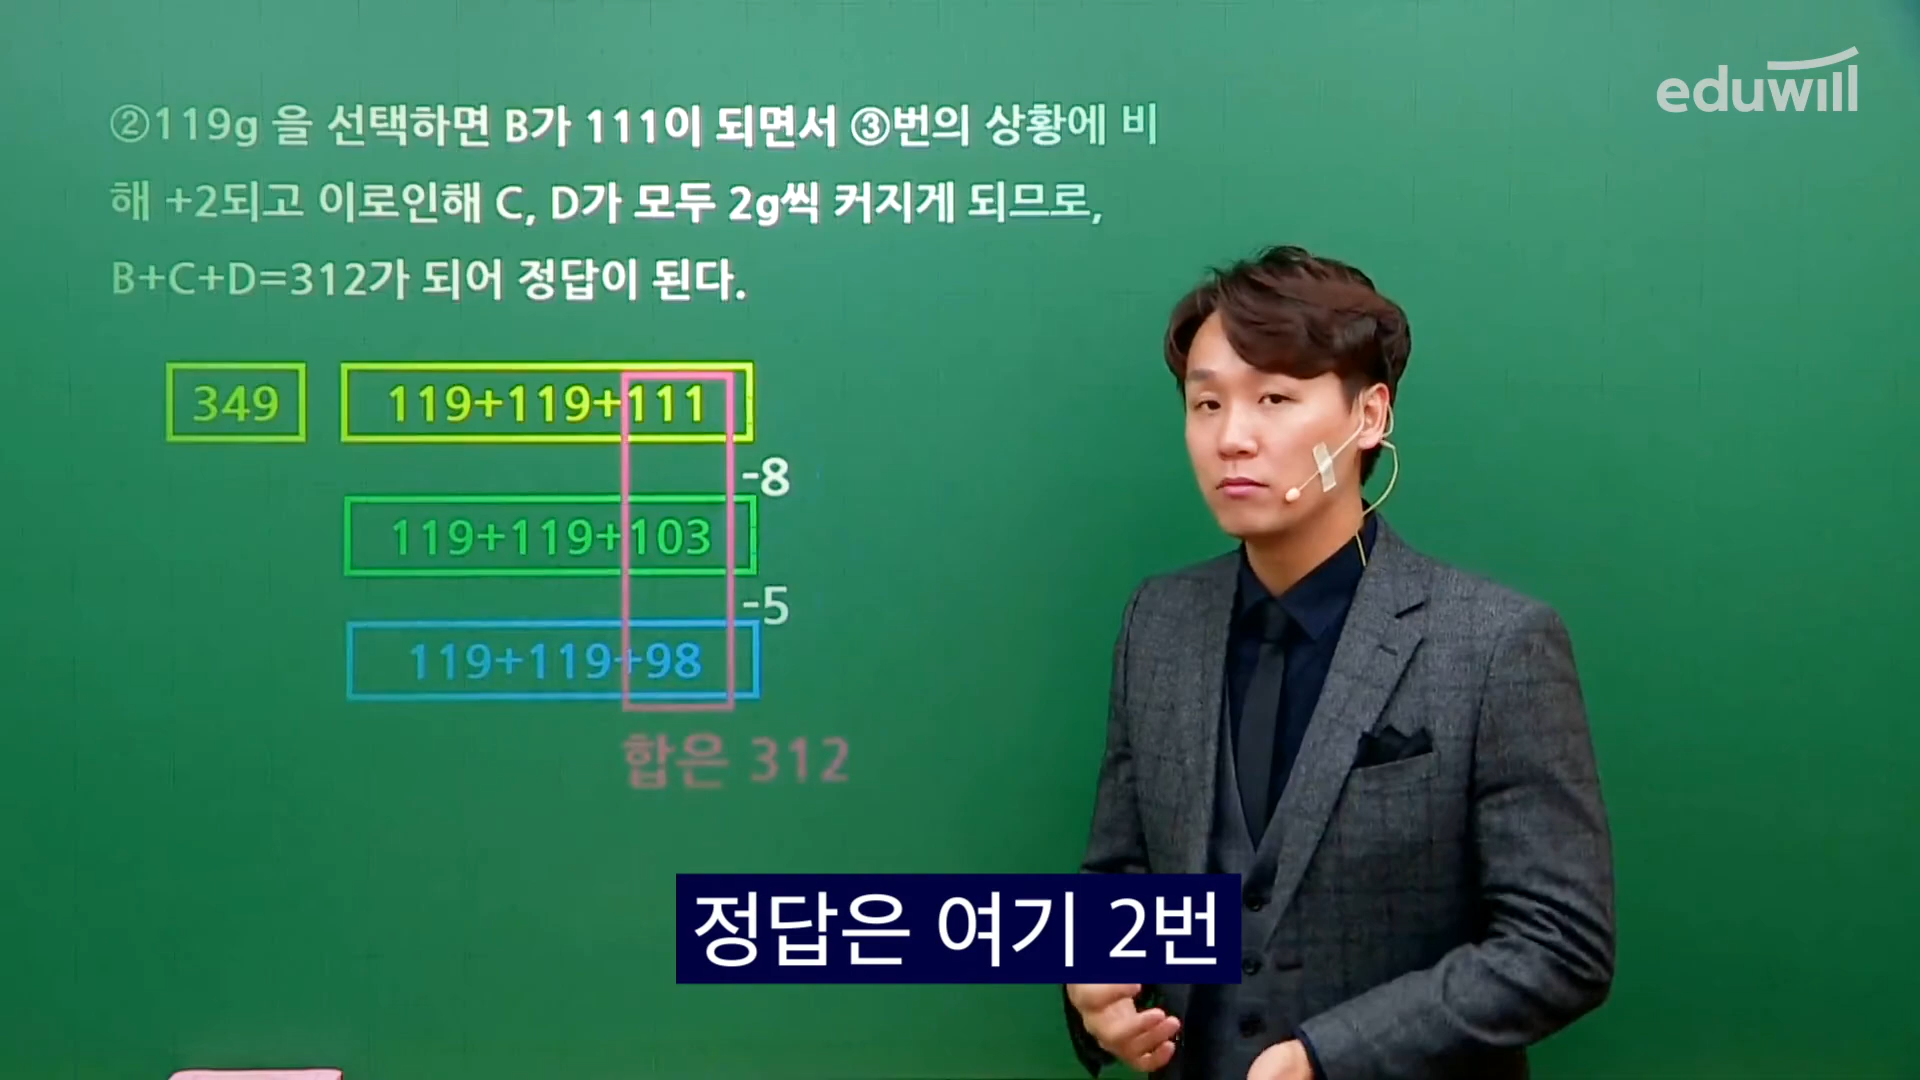 eduwill
②119g 을 선택하면 B가 111이 되면서 ③번의 상황에 비
해 +2되고 이로인해 C, D가 모두 2g씩 커지게 되므로,
B+C+D=312가 되어 정답이 된다.
349
119+119+111
-8
119+119+103
-5
119+119+98
합은 312
정답은 여기 2번